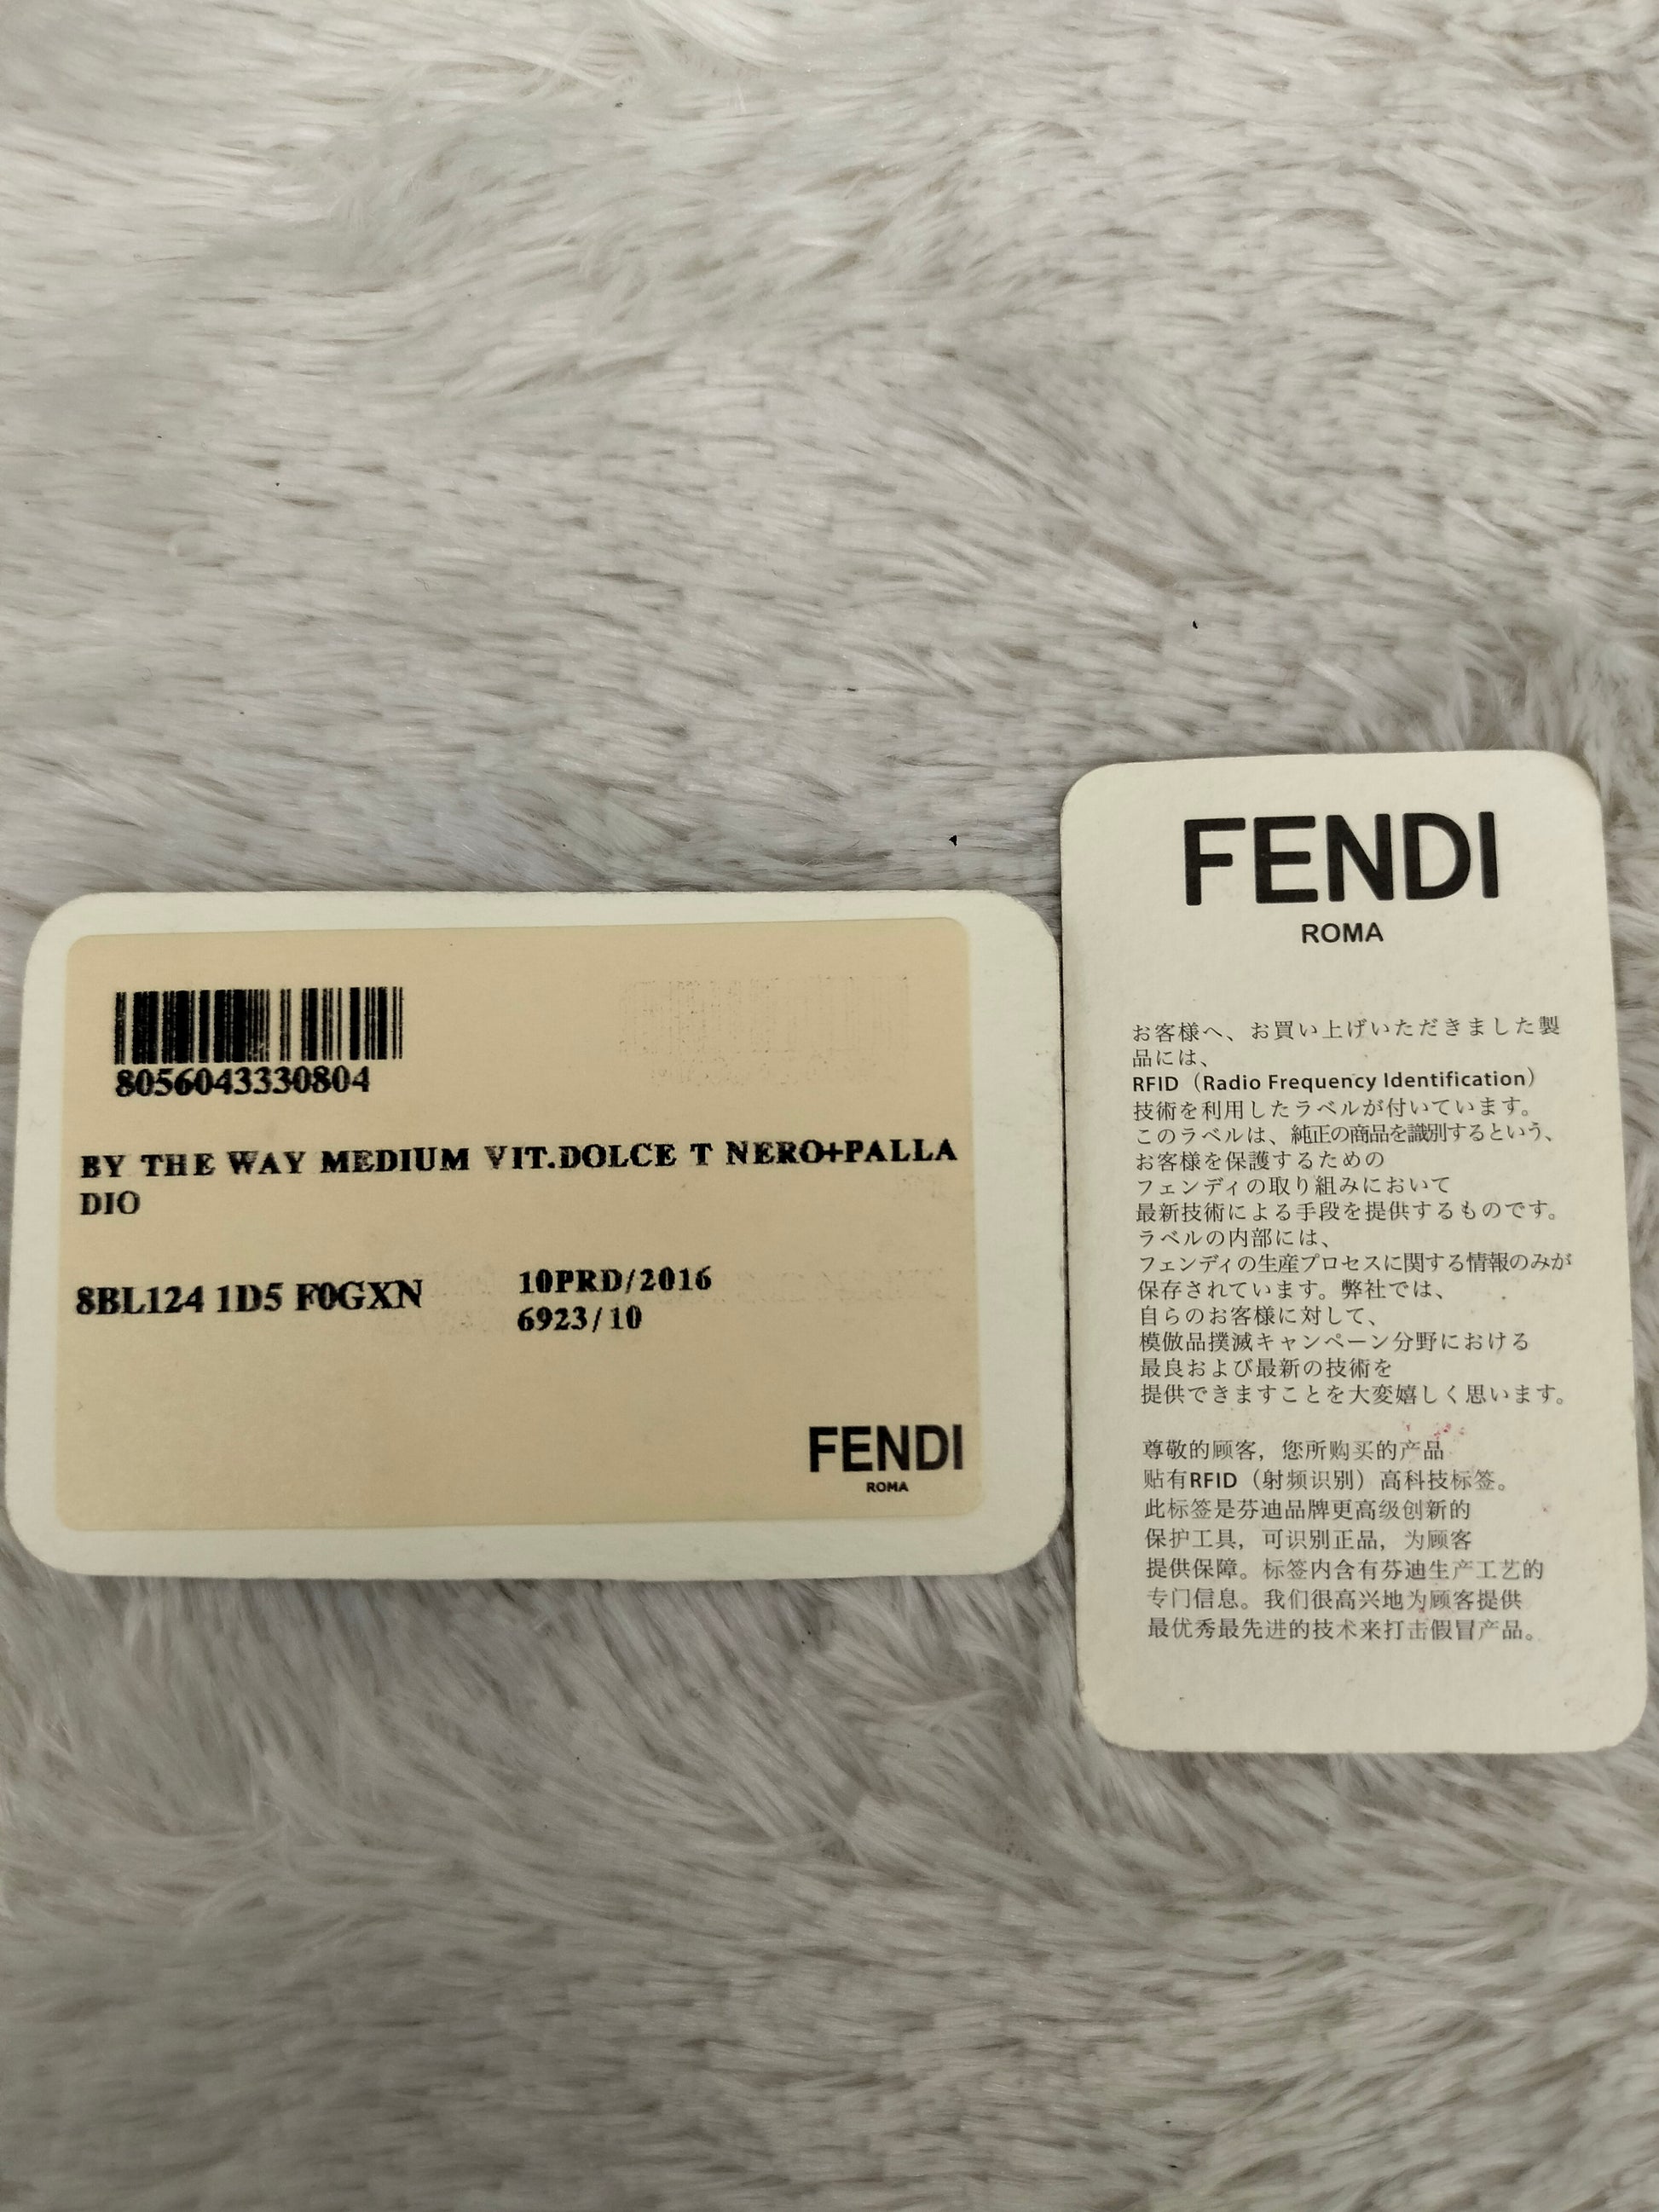 8056043330804
BY THE WAY MEDIUM VIT.DOLCE T NERO+PALLA
DIO
8BL124 1D5 F0GXN
10PRD/2016
6923/10
FENDI
ROMA
FENDI
ROMA
お客様へ、お買い上げいただきました製
品には、
RFID（Radio Frequency Identification）
技術を利用したラベルが付いています。
このラベルは、純正の商品を識別するという、
お客様を保護するための
フェンディの取り組みにおいて
最新技術による手段を提供するものです。
ラベルの内部には、
フェンディの生産プロセスに関する情報のみが
保存されています。弊社では、
自らのお客様に対して、
模倣品撲滅キャンペーン分野における
最良および最新の技術を
提供できますことを大変嬉しく思います。
尊敬的顾客，您所购买的产品
贴有RFID（射频识别）高科技标签。
此标签是芬迪品牌更高级创新的
保护工具，可识别正品，为顾客
提供保障。标签内含有芬迪生产工艺的
专门信息。我们很高兴地为顾客提供
最优秀最先进的技术来打击假冒产品。